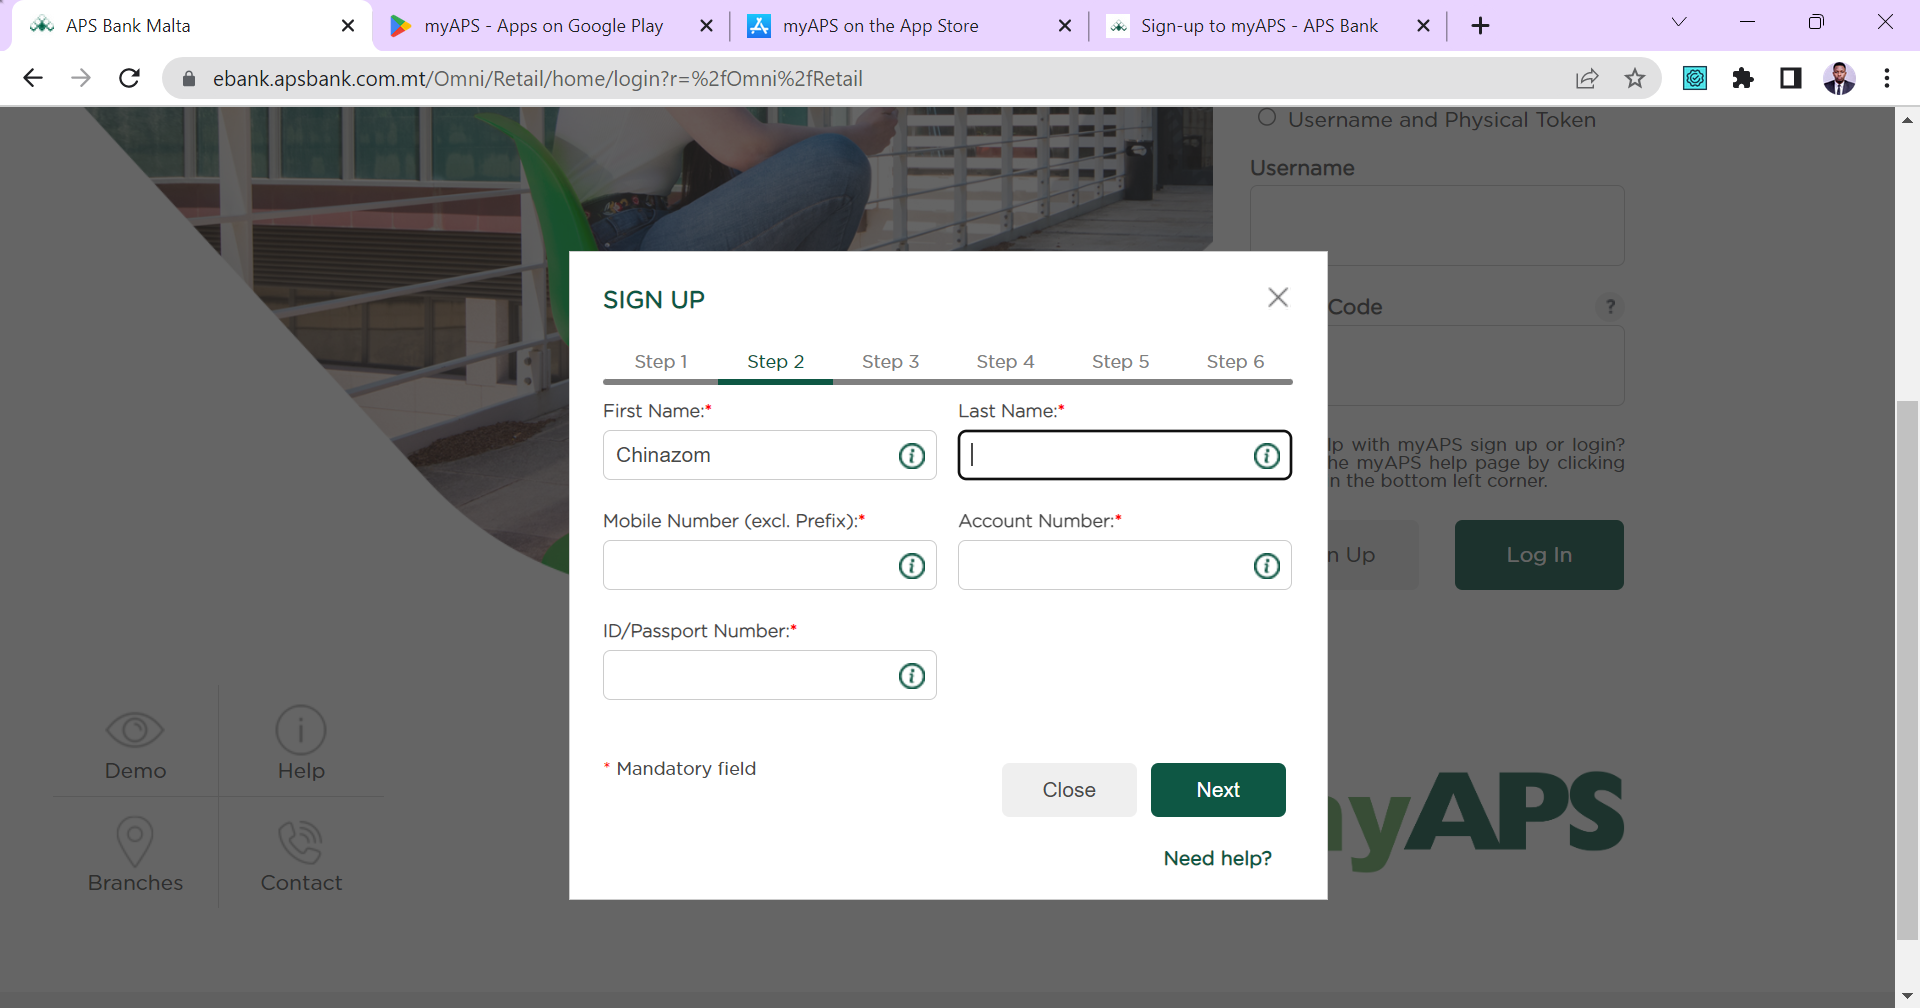 APS Bank Malta
myAPS - Apps on Google Play
myAPS on the App Store
Sign-up to myAPS - APS Bank
ebank.apsbank.com.mt/Omni/Retail/home/login?r=%2fOmni%2fRetail
Username and Physical Token
Username
Code
?
lp with myAPS sign up or login?
he myAPS help page by clicking
n the bottom left corner.
n Up
Log In
SIGN UP
Step 1 Step 2 Step 3 Step 4 Step 5 Step 6
First Name:* Last Name:*
Chinazom
Mobile Number (excl. Prefix):* Account Number:*
ID/Passport Number:*
* Mandatory field
Close
Next
Need help?
Demo
Help
Branches
Contact
yAPS